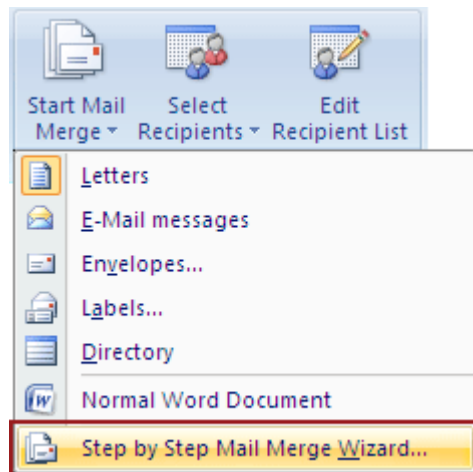 Start Mail Select Edit
Merge Recipients Recipient List
Letters
E-Mail messages
Envelopes...
Labels...
Directory
Normal Word Document
Step by Step Mail Merge Wizard...